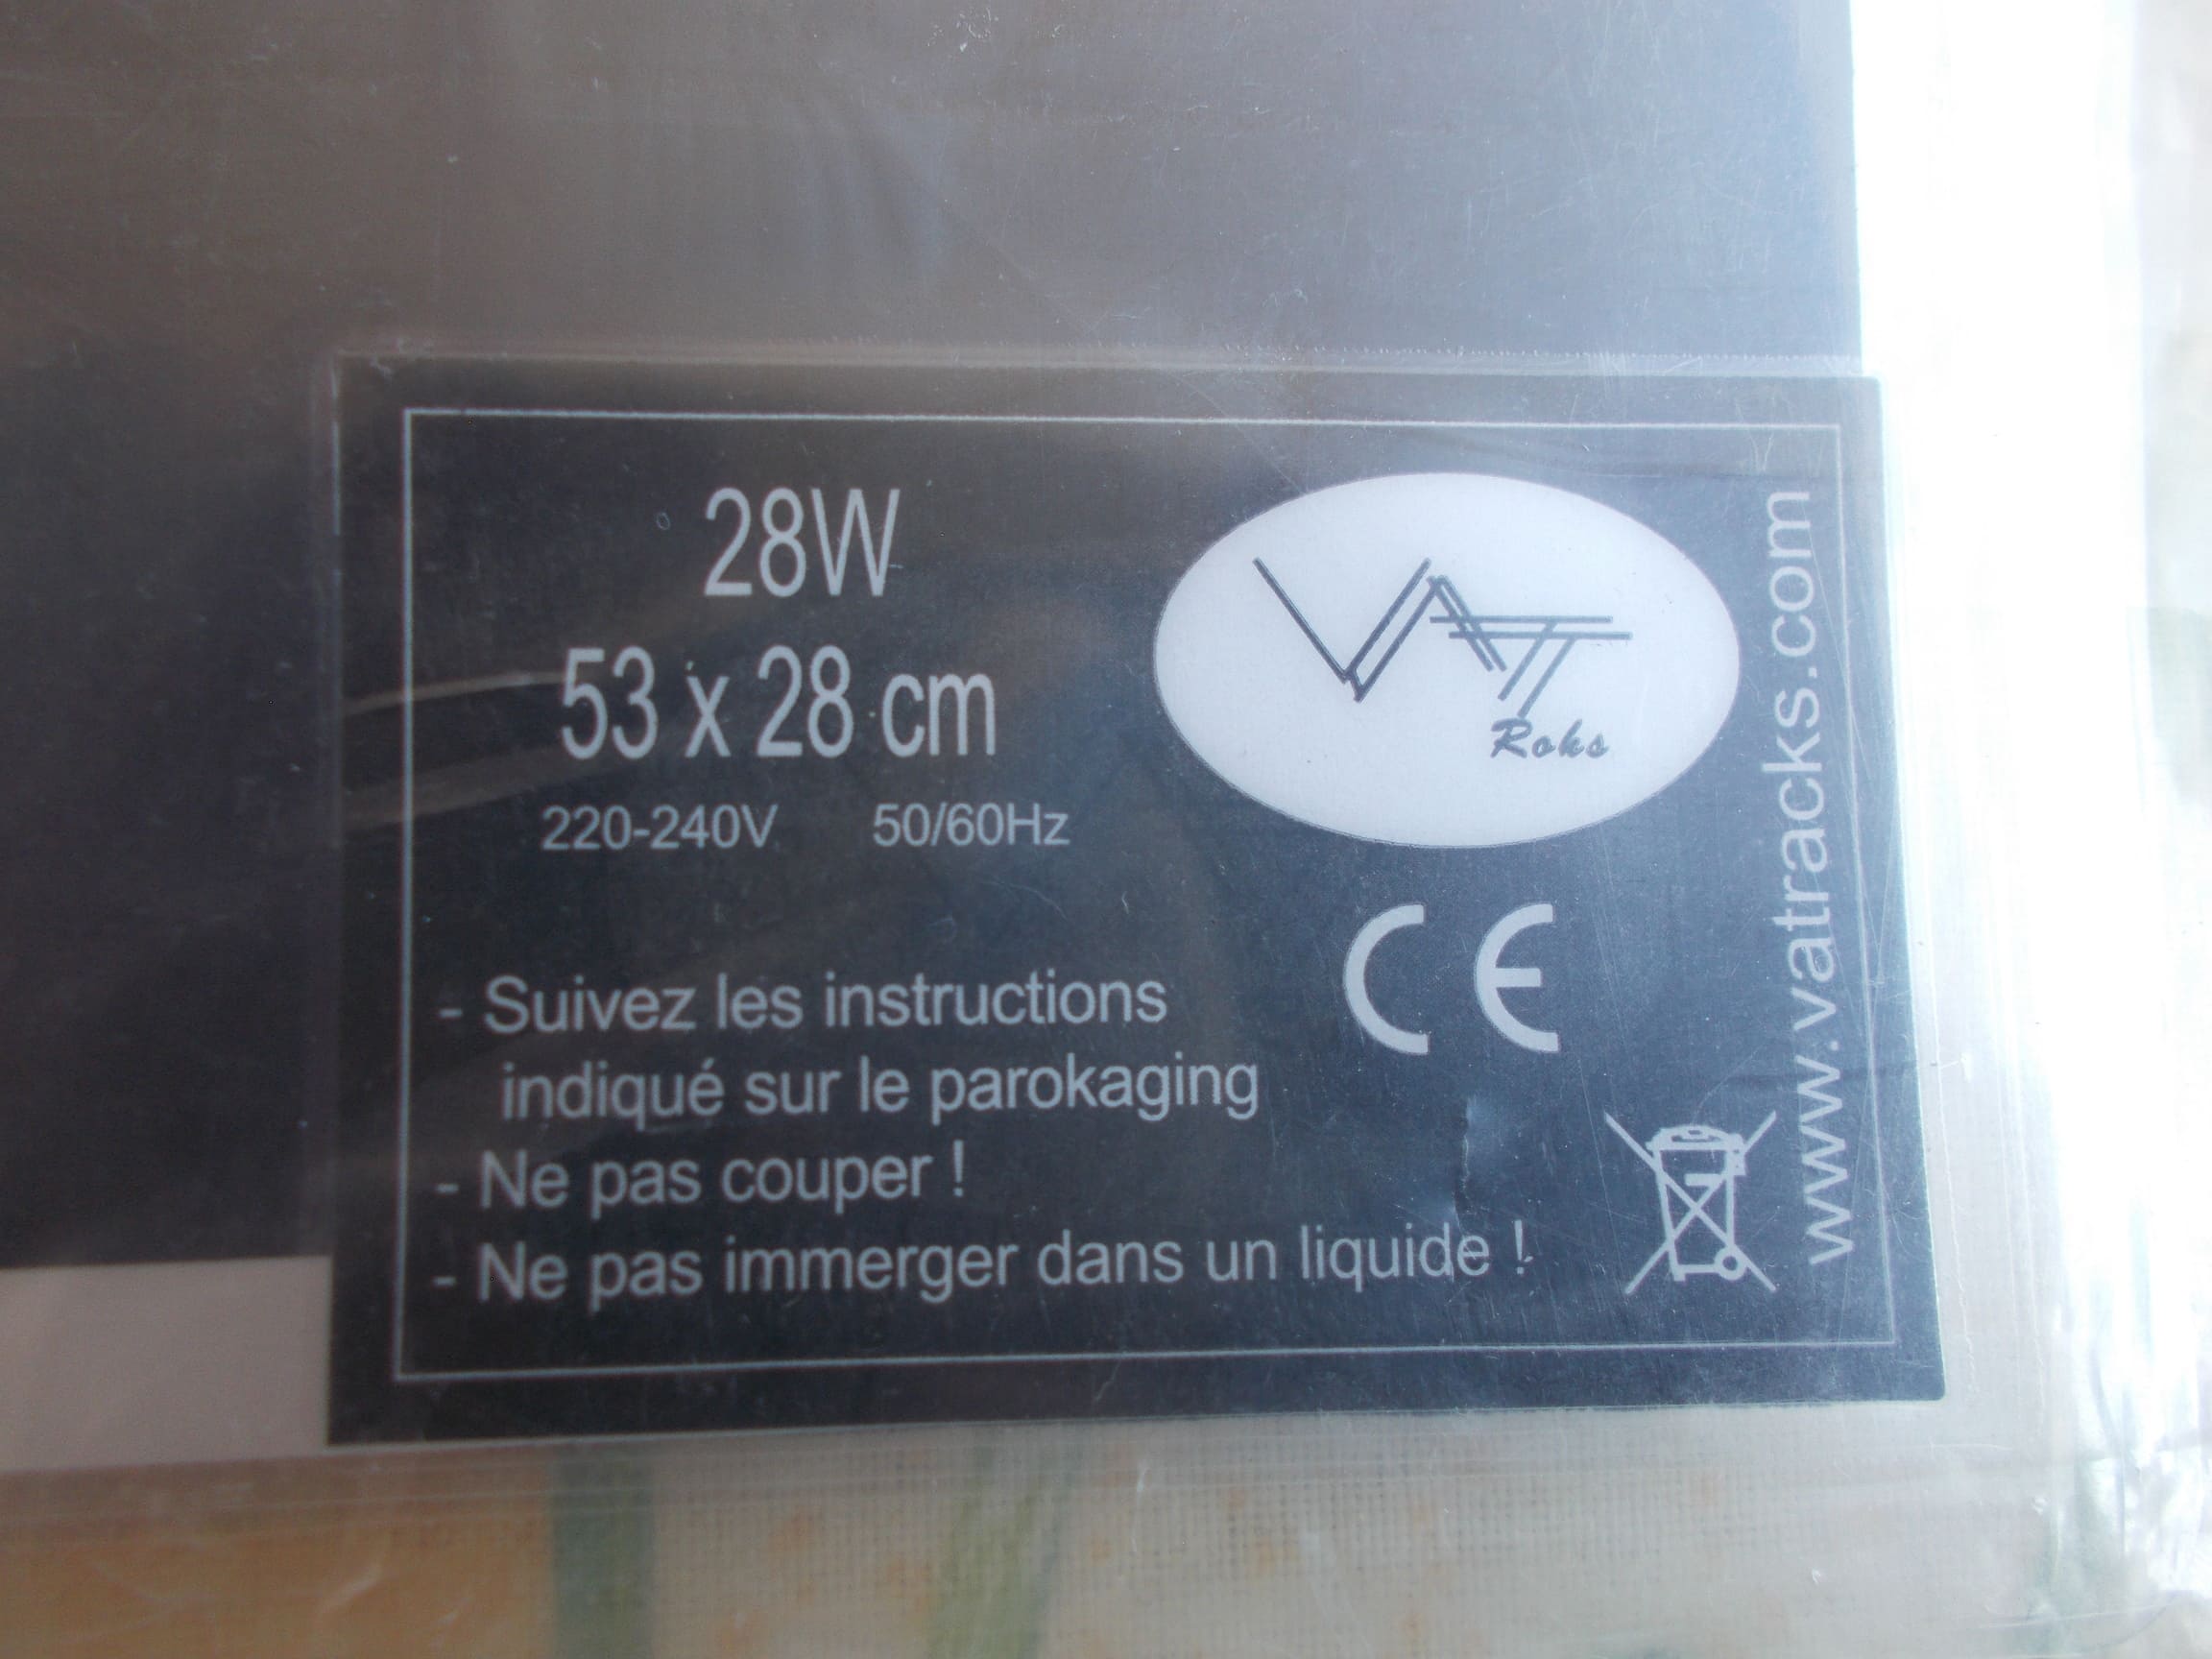 28W
53 x 28 cm
220-240V 50/60Hz
- Suivez les instructions
indiqué sur le parokaging
- Ne pas couper !
- Ne pas immerger dans un liquide !
VAT
Roks
CE
www.vatracks.com